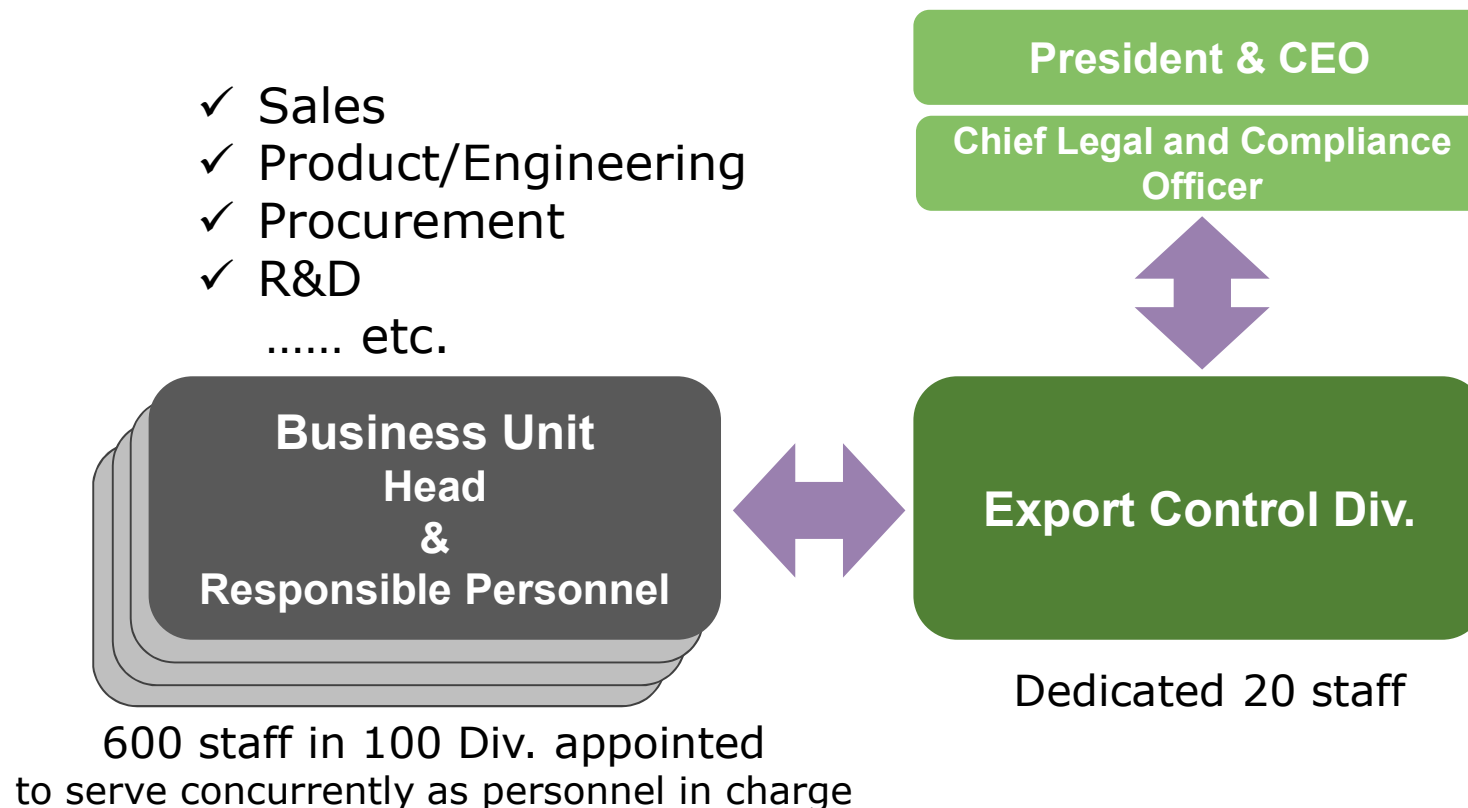 ✓ Sales
✓ Product/Engineering
✓ Procurement
✓ R&D
...... etc.
Business Unit
Head
&
Responsible Personnel
600 staff in 100 Div. appointed
to serve concurrently as personnel in charge
President & CEO
Chief Legal and Compliance
Officer
Export Control Div.
Dedicated 20 staff